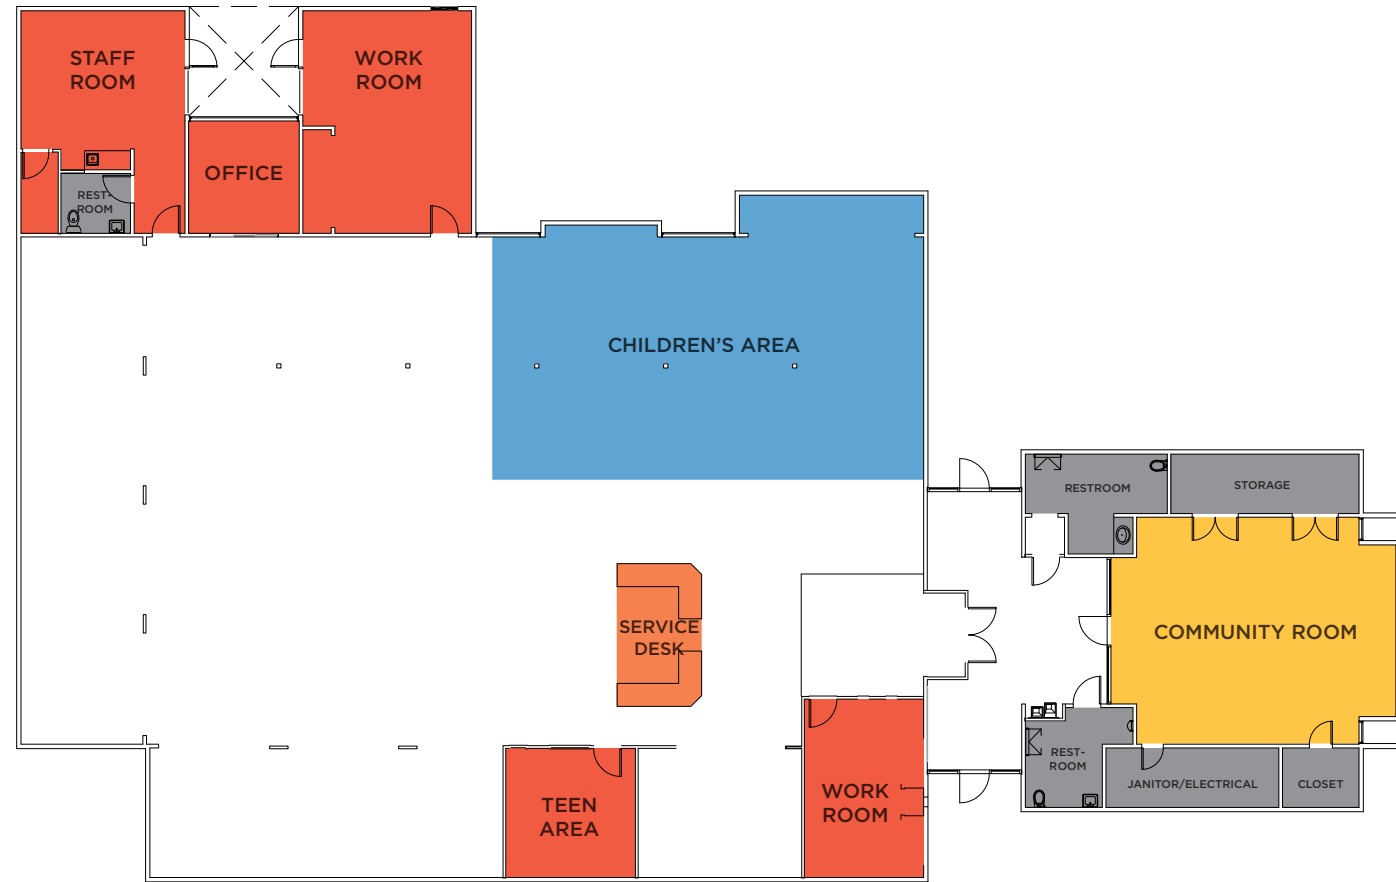 STAFF
ROOM
WORK
ROOM
OFFICE
REST-
ROOM
CHILDREN'S AREA
RESTROOM
STORAGE
SERVICE
DESK
COMMUNITY ROOM
TEEN
AREA
WORK
ROOM
REST-
ROOM
JANITOR/ELECTRICAL
CLOSET